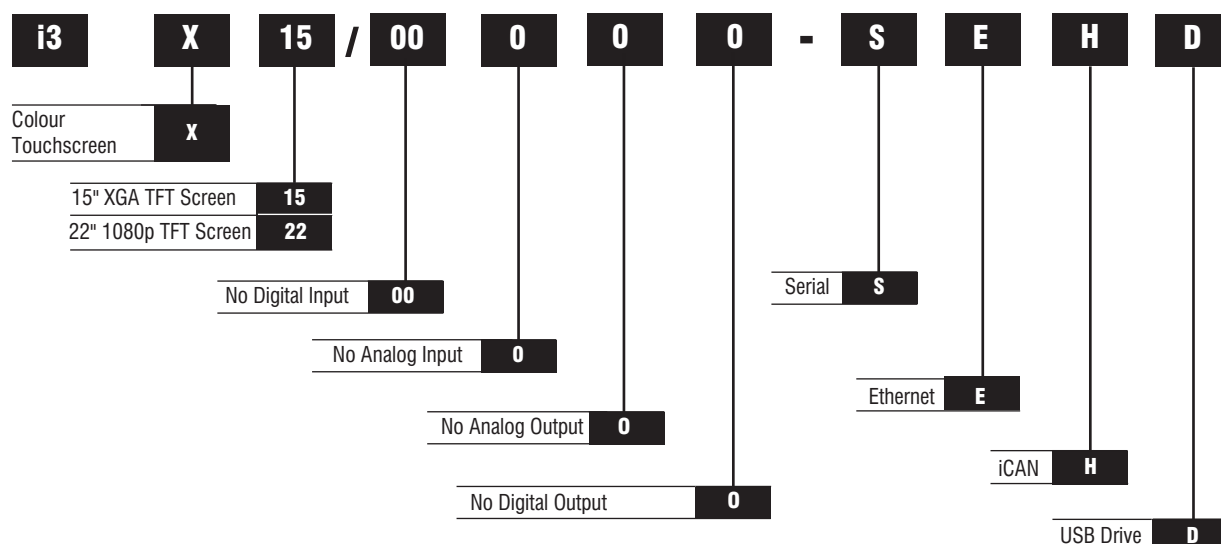 i3 X 15 / 00 0 0 0 - S E H D
Colour
Touchscreen X
15" XGA TFT Screen 15
22" 1080p TFT Screen 22
No Digital Input 00
Serial S
No Analog Input 0
Ethernet E
No Analog Output 0
iCAN H
No Digital Output 0
USB Drive D